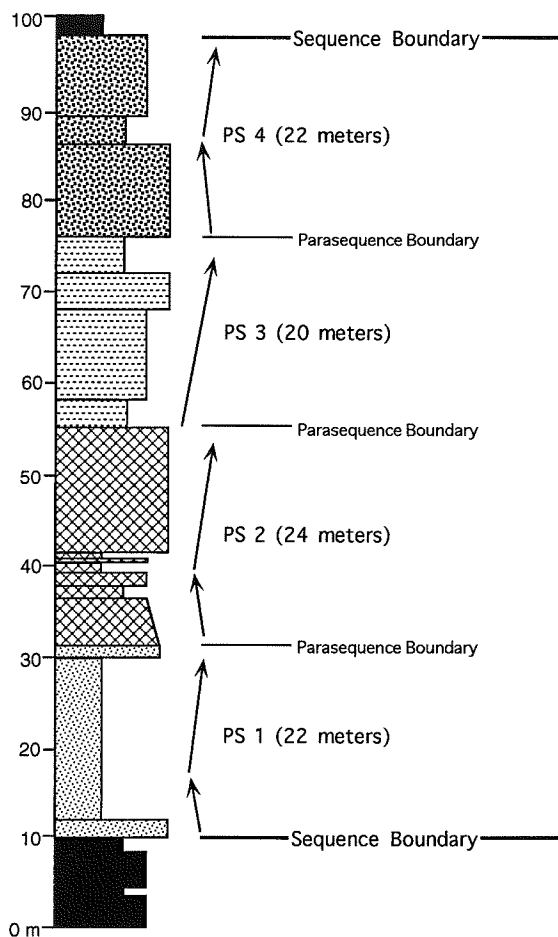 100
Sequence Boundary
90
PS 4 (22 meters)
80
Parasequence Boundary
70
PS 3 (20 meters)
60
Parasequence Boundary
50
PS 2 (24 meters)
40
Parasequence Boundary
30
PS 1 (22 meters)
20
10
Sequence Boundary
0 m